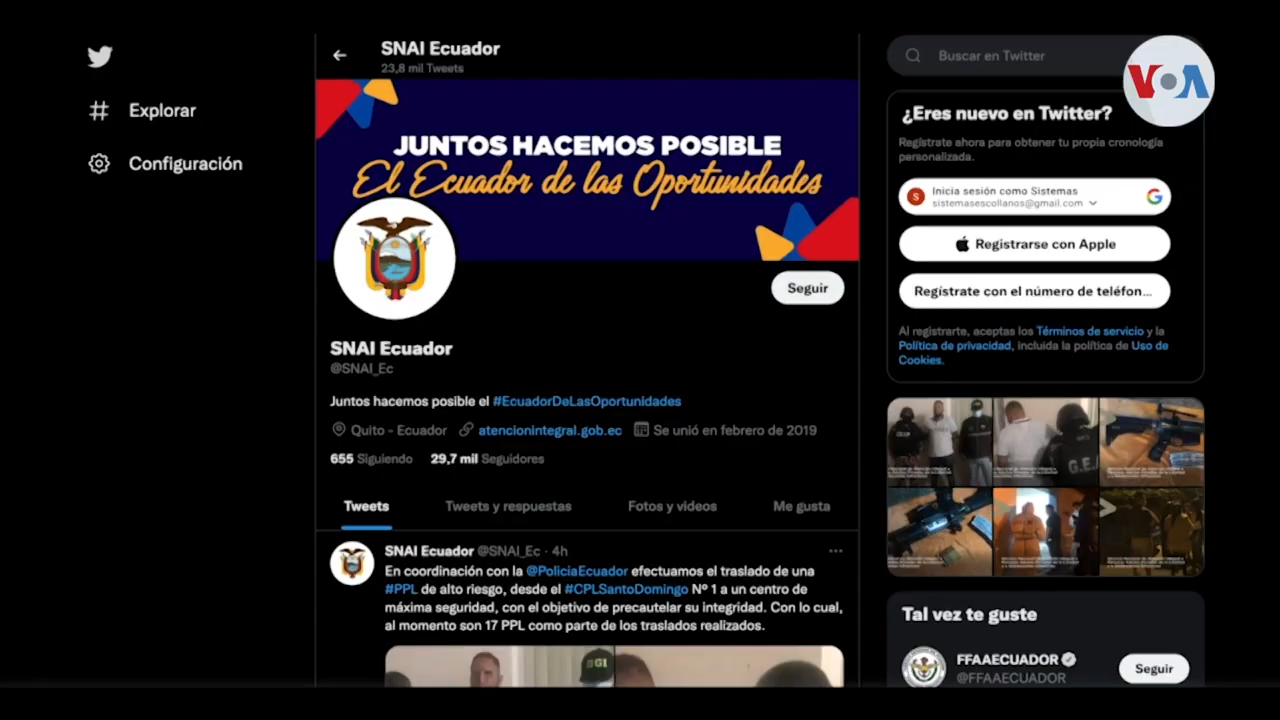 Explorar
Configuración
SNAI Ecuador
23,8 mil Tweets
JUNTOS HACEMOS POSIBLE
El Ecuador de las Oportunidades
Seguir
SNAI Ecuador
@SNAI_Ec
Juntos hacemos posible el #EcuadorDeLasOportunidades
Quito - Ecuador atencionintegral.gob.ec Se unió en febrero de 2019
655 Siguiendo 29,7 mil Seguidores
Tweets Tweets y respuestas Fotos y videos Me gusta
SNAI Ecuador @SNAI_Ec · 4h
En coordinación con la @PoliciaEcuador efectuamos el traslado de una
#PPL de alto riesgo, desde el #CPLSantoDomingo Nº 1 a un centro de
máxima seguridad, con el objetivo de precautelar su integridad. Con lo cual,
al momento son 17 PPL como parte de los traslados realizados.
Buscar en Twitter
VOA
¿Eres nuevo en Twitter?
Regístrate ahora para obtener tu propia cronología
personalizada.
S
Inicia sesión como Sistemas
sistemasescollanos@gmail.com
Registrarse con Apple
Regístrate con el número de teléfon...
Al registrarte, aceptas los Términos de servicio y la
Política de privacidad, incluida la política de Uso de
Cookies.
G.E.
Tal vez te guste
FFAAECUADOR
@FFAAECUADOR
Seguir